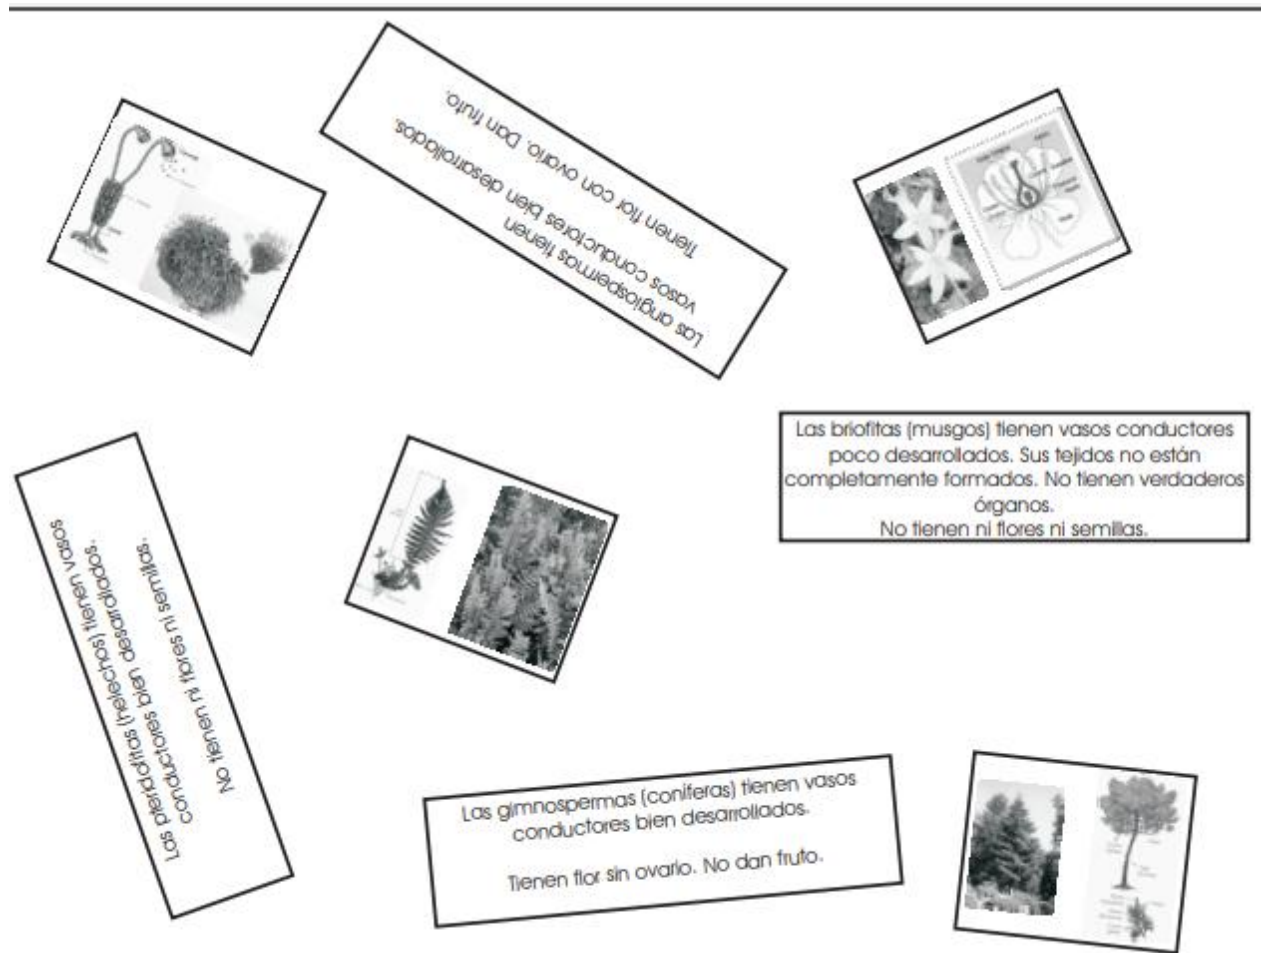 Las angiospermas tienen
vasos conductores bien desarrollados.
Tienen flor con ovario. Dan fruto.
Las briofitas (musgos) tienen vasos conductores
poco desarrollados. Sus tejidos no están
completamente formados. No tienen verdaderos
órganos.
No tienen ni flores ni semillas.
Las pteridofitas (helechos) tienen vasos
conductores bien desarrollados.
No tienen ni flores ni semillas.
Las gimnospermas (coníferas) tienen vasos
conductores bien desarrollados.
Tienen flor sin ovario. No dan fruto.